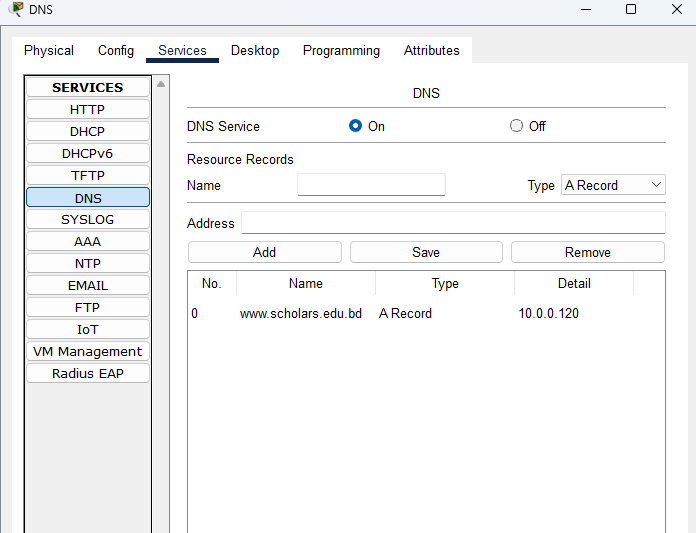 DNS
Physical Config Services Desktop Programming Attributes
SERVICES
HTTP
DHCP
DHCPv6
TFTP
DNS
SYSLOG
AAA
NTP
EMAIL
FTP
IoT
VM Management
Radius EAP
DNS
DNS Service On Off
Resource Records
Name Type A Record
Address
Add Save Remove
No. Name Type Detail
0 www.scholars.edu.bd A Record 10.0.0.120